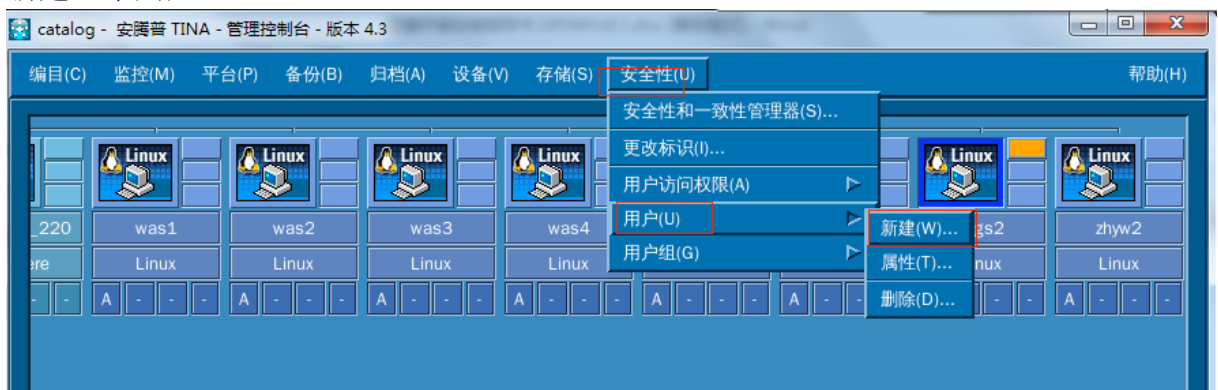 catalog - 安腾普 TINA - 管理控制台 - 版本 4.3
编目(C) 监控(M) 平台(P) 备份(B) 归档(A) 设备(V) 存储(S) 安全性(U) 帮助(H)
安全性和一致性管理器(S)...
更改标识(I)...
用户访问权限(A)
用户(U)
用户组(G)
新建(W)...
属性(T)...
删除(D)...
Linux Linux Linux Linux Linux Linux
_220 was1 was2 was3 was4 gs2 zhyw2
ere Linux Linux Linux Linux nux Linux
- - A - - - A - - - A - - - A - - - A - - - A - - - - A - - -